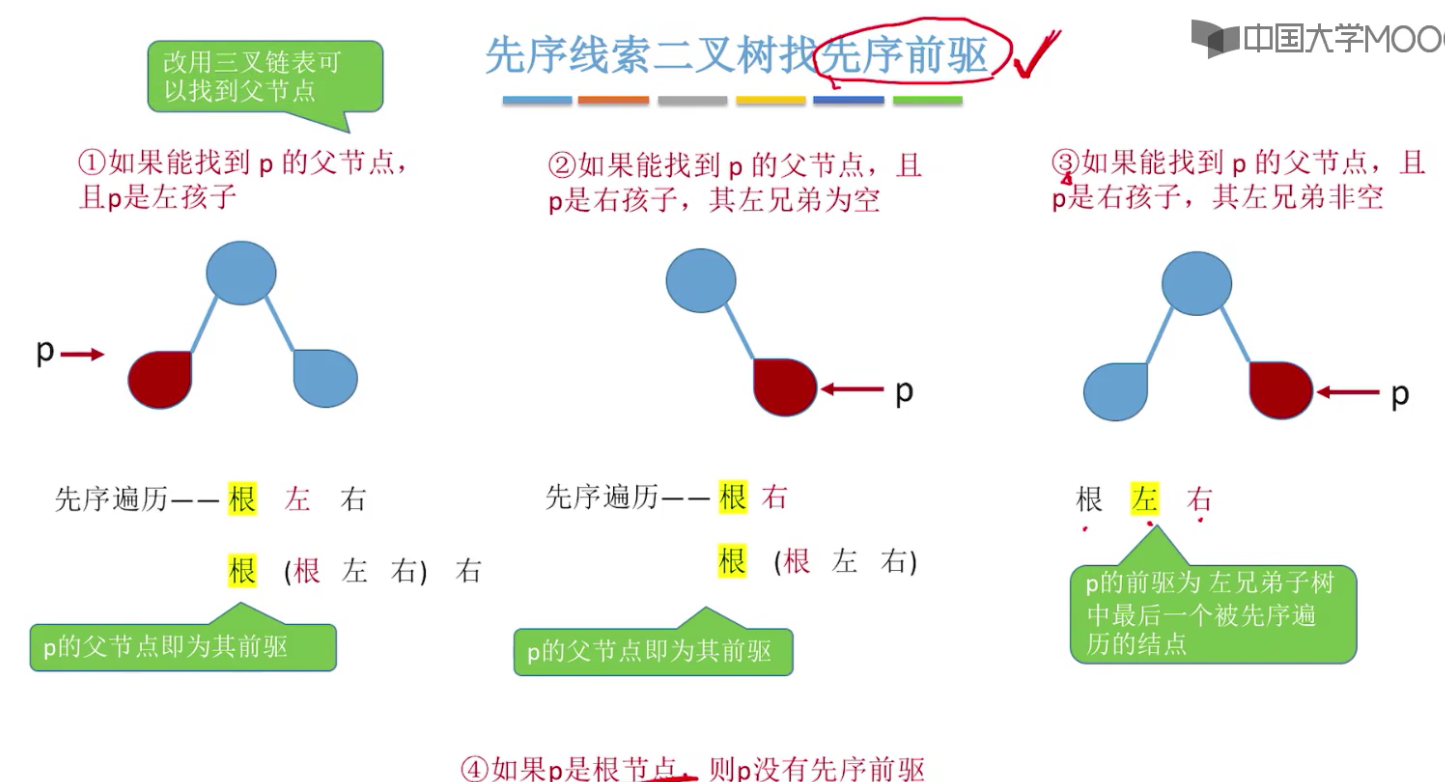 中国大学MOO
先序线索二叉树找先序前驱
改用三叉链表可
以找到父节点
①如果能找到 p 的父节点，
且p是左孩子
②如果能找到 p 的父节点，且
p是右孩子，其左兄弟为空
③如果能找到 p 的父节点，且
p是右孩子，其左兄弟非空
p
p
p
先序遍历—— 根 左 右
根 (根 左 右) 右
p的父节点即为其前驱
先序遍历—— 根 右
根 (根 左 右)
p的父节点即为其前驱
根 左 右
p的前驱为 左兄弟子树
中最后一个被先序遍
历的结点
④如果p是根节点，则p没有先序前驱